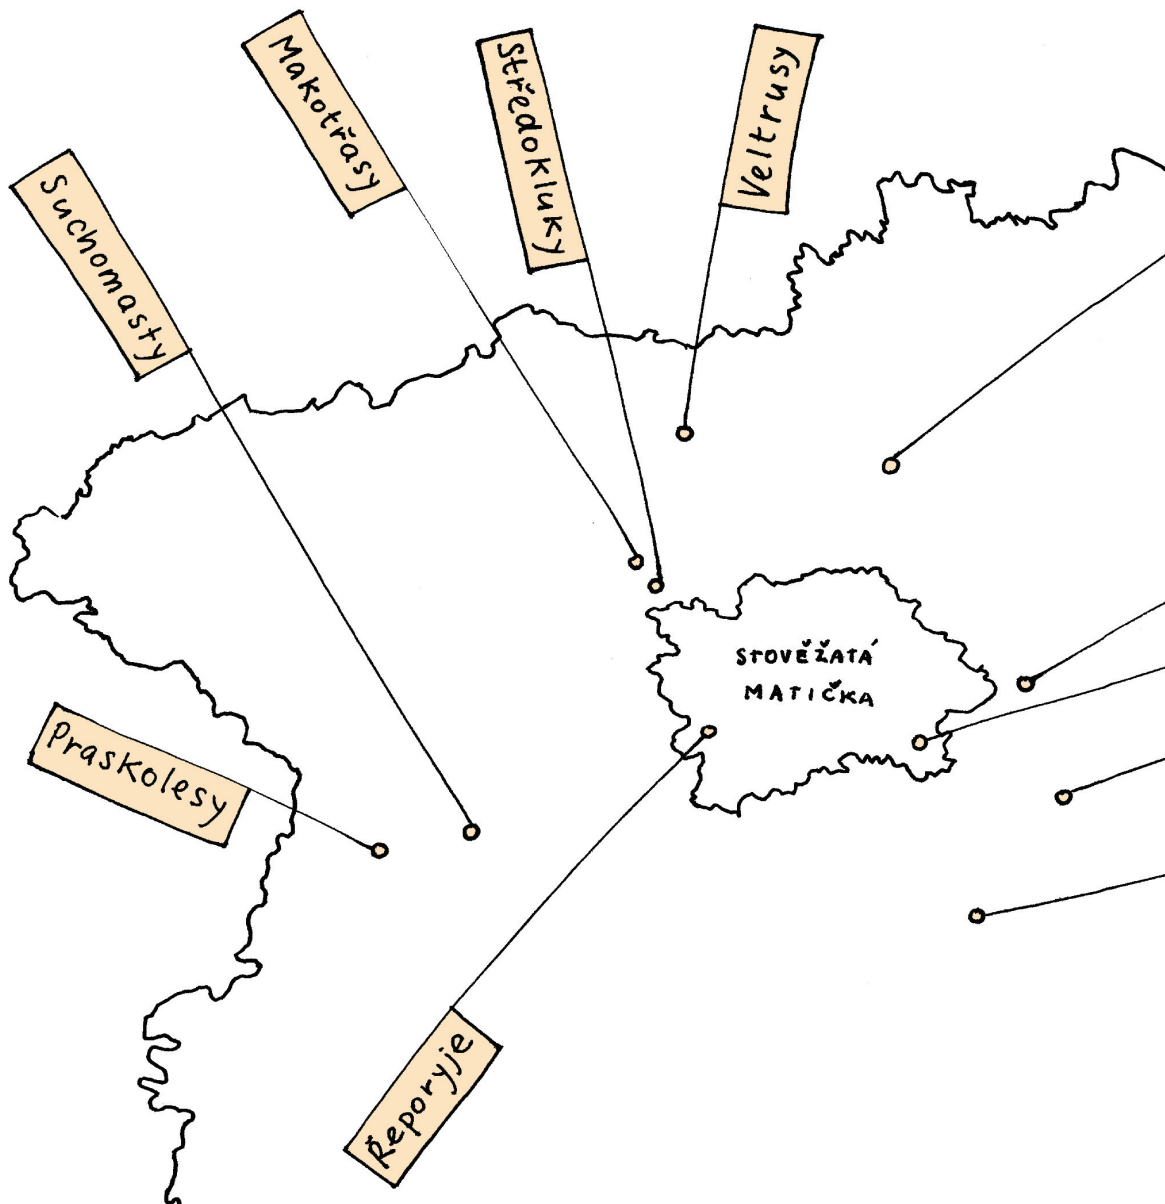 Makotřasy
Středokluky
Veltrusy
Suchomasty
STOVĚŽATÁ
MATIČKA
Praskolesy
Řeporyje